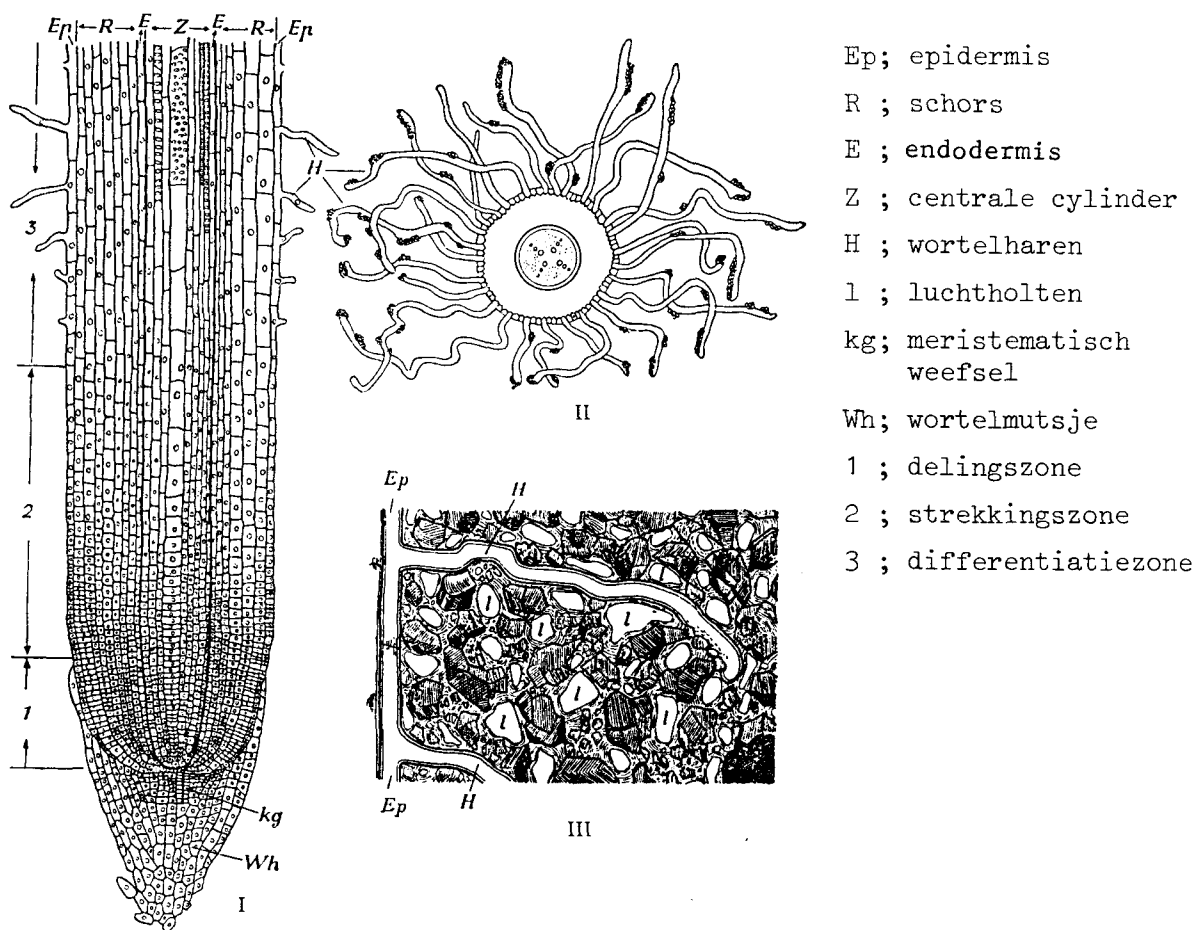 Ep R E Z E R Ep
H
3
2
1
kg
Wh
I
II
Ep
H
l
l
l
l
l
l
Ep
H
III
Ep; epidermis
R ; schors
E ; endodermis
Z ; centrale cylinder
H ; wortelharen
l ; luchtholten
kg; meristematisch
weefsel
Wh; wortelmutsje
1 ; delingszone
2 ; strekkingszone
3 ; differentiatiezone